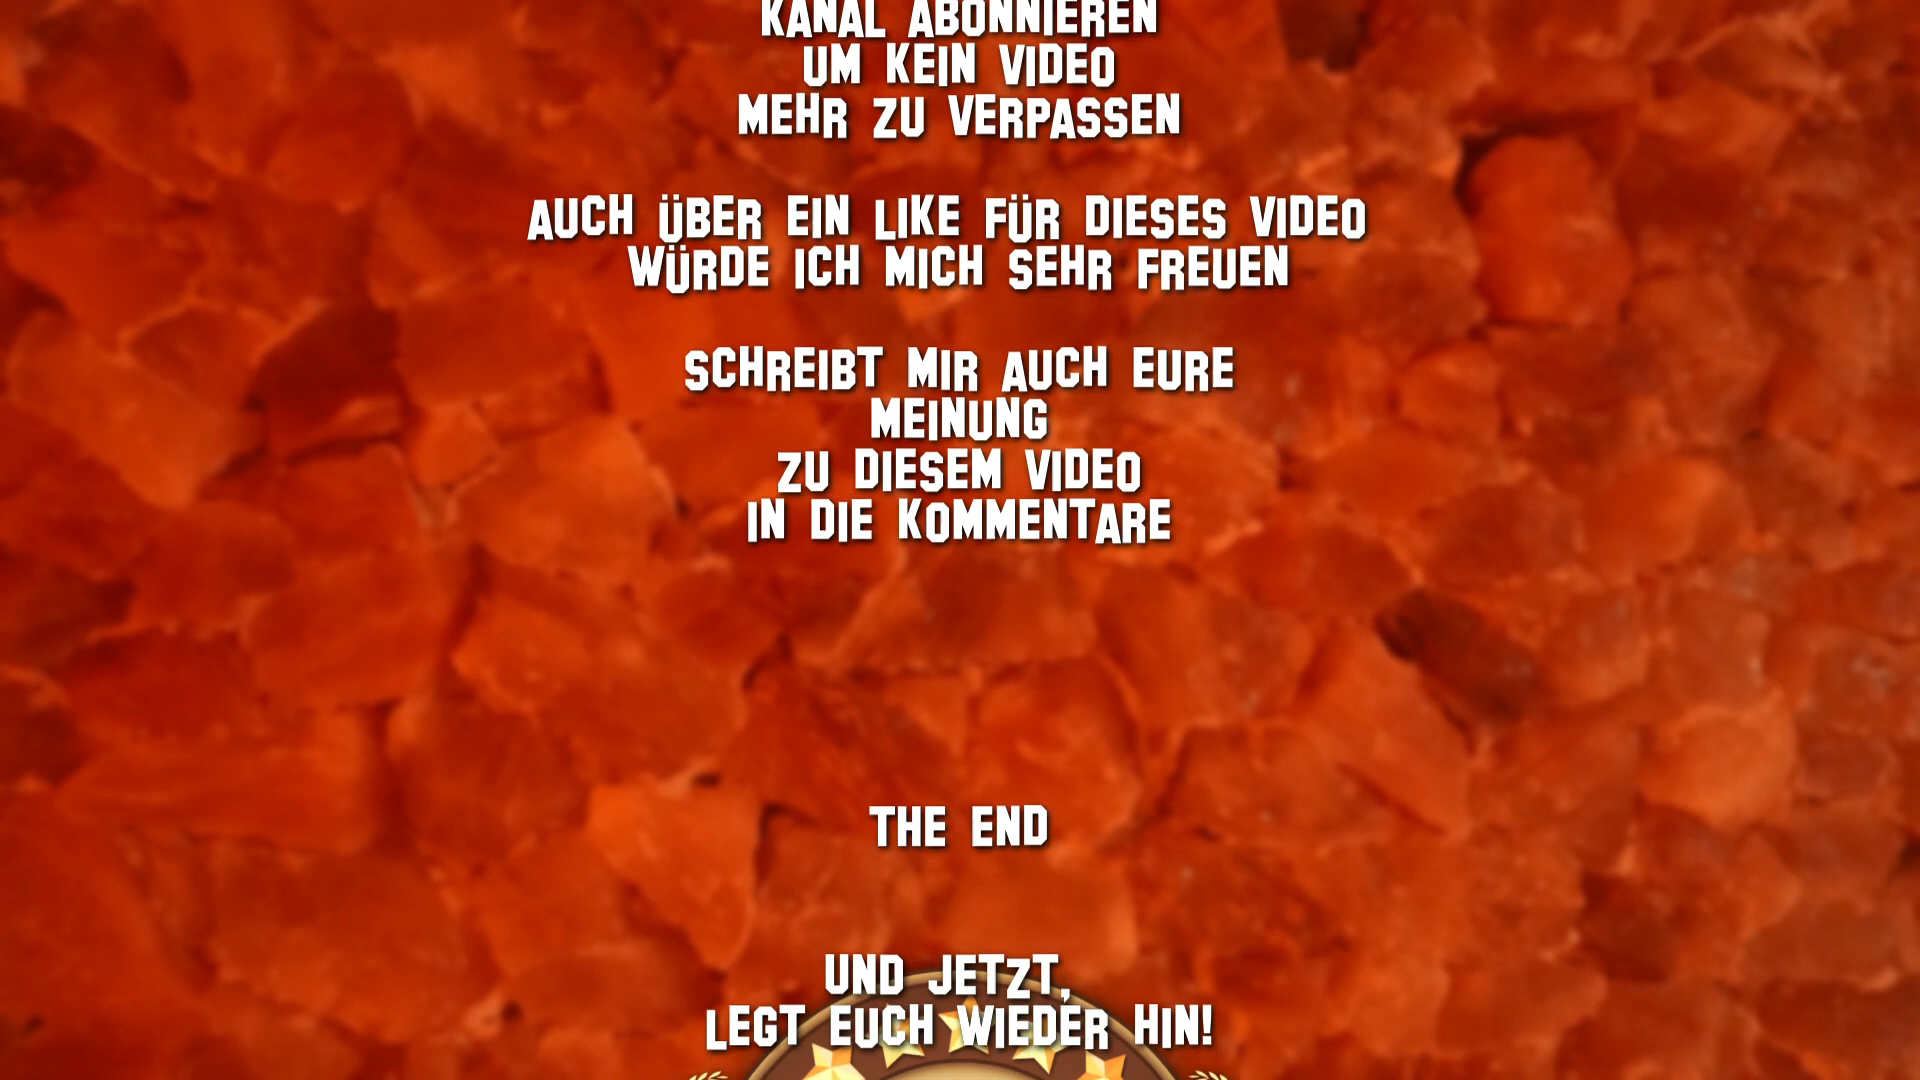 KANAL ABONNIEREN
UM KEIN VIDEO
MEHR ZU VERPASSEN
AUCH ÜBER EIN LIKE FÜR DIESES VIDEO
WÜRDE ICH MICH SEHR FREUEN
SCHREIBT MIR AUCH EURE
MEINUNG
ZU DIESEM VIDEO
IN DIE KOMMENTARE
THE END
UND JETZT,
LEGT EUCH WIEDER HIN!